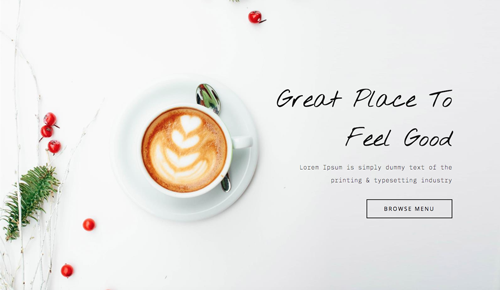 Great Place To
Feel Good
Lorem Ipsum is simply dummy text of the
printing & typesetting industry
BROWSE MENU